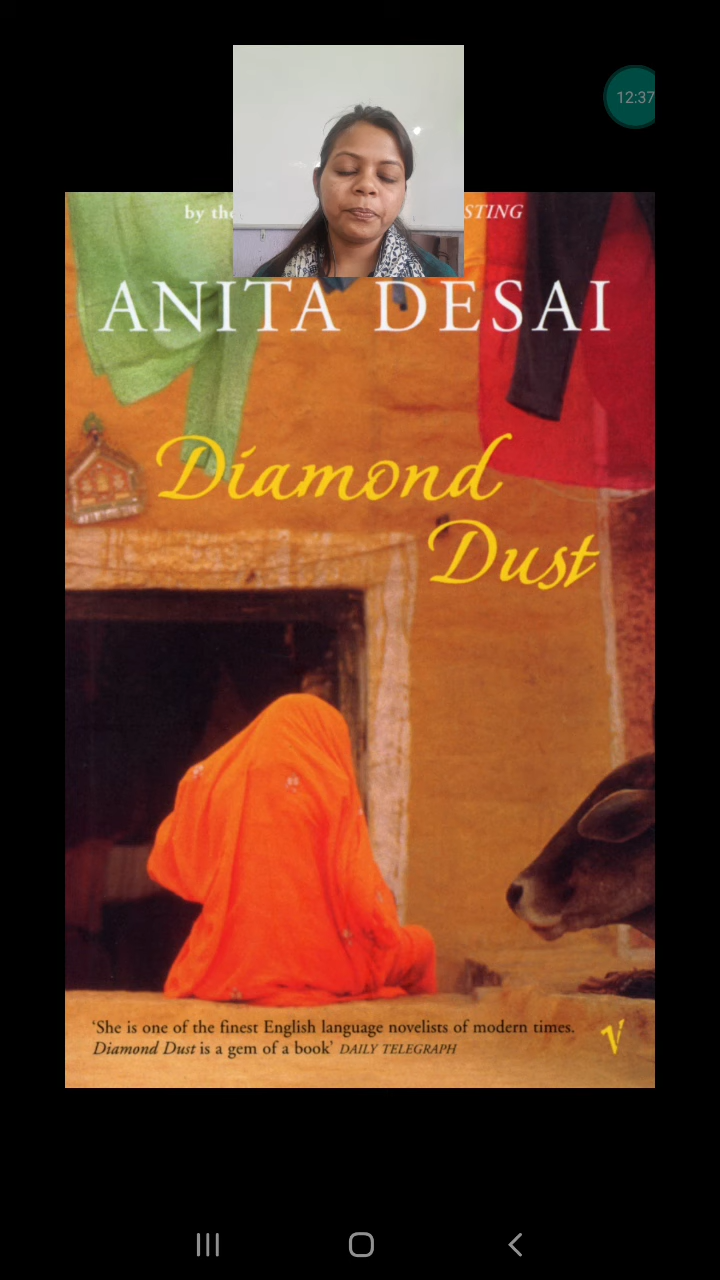 12:37
by the
STING
ANITA DESAI
Diamond
Dust
‘She is one of the finest English language novelists of modern times.
Diamond Dust is a gem of a book’ DAILY TELEGRAPH
V